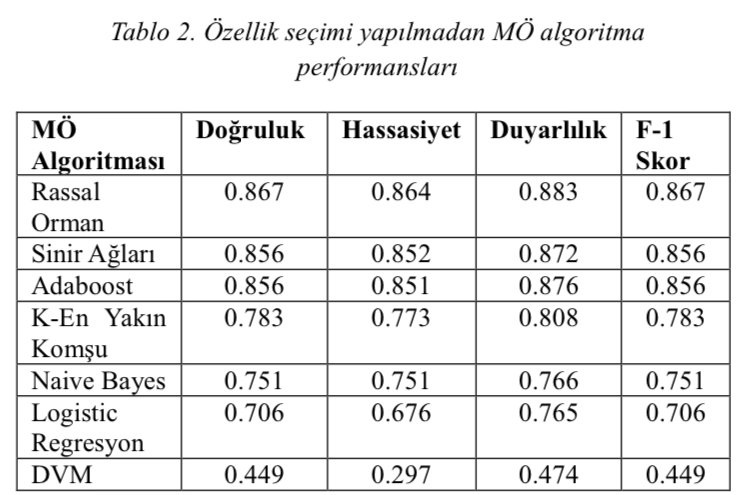 Tablo 2. Özellik seçimi yapılmadan MÖ algoritma
performansları
MÖ
Algoritması
Doğruluk
Hassasiyet
Duyarlılık
F-1
Skor
Rassal
Orman
0.867
0.864
0.883
0.867
Sinir Ağları
0.856
0.852
0.872
0.856
Adaboost
0.856
0.851
0.876
0.856
K-En Yakın
Komşu
0.783
0.773
0.808
0.783
Naive Bayes
0.751
0.751
0.766
0.751
Logistic
Regresyon
0.706
0.676
0.765
0.706
DVM
0.449
0.297
0.474
0.449